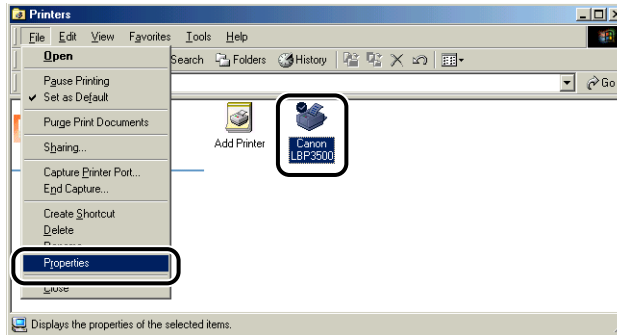 Printers
File Edit View Favorites Tools Help
Search Folders History
Go
Open
Pause Printing
Set as Default
Purge Print Documents
Sharing...
Capture Printer Port...
End Capture...
Create Shortcut
Delete
Rename
Properties
Close
Add Printer
Canon
LBP3500
Displays the properties of the selected items.